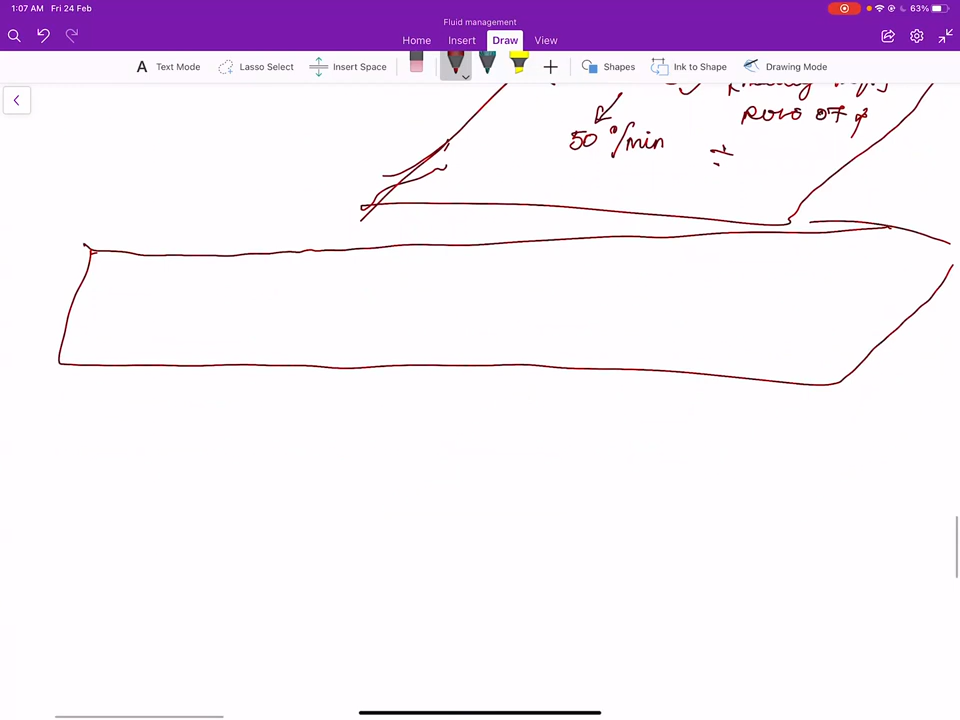 1:07 AM Fri 24 Feb
63%
Fluid management
Home Insert Draw View
A Text Mode Lasso Select Insert Space Shapes Ink to Shape Drawing Mode
50 °/min